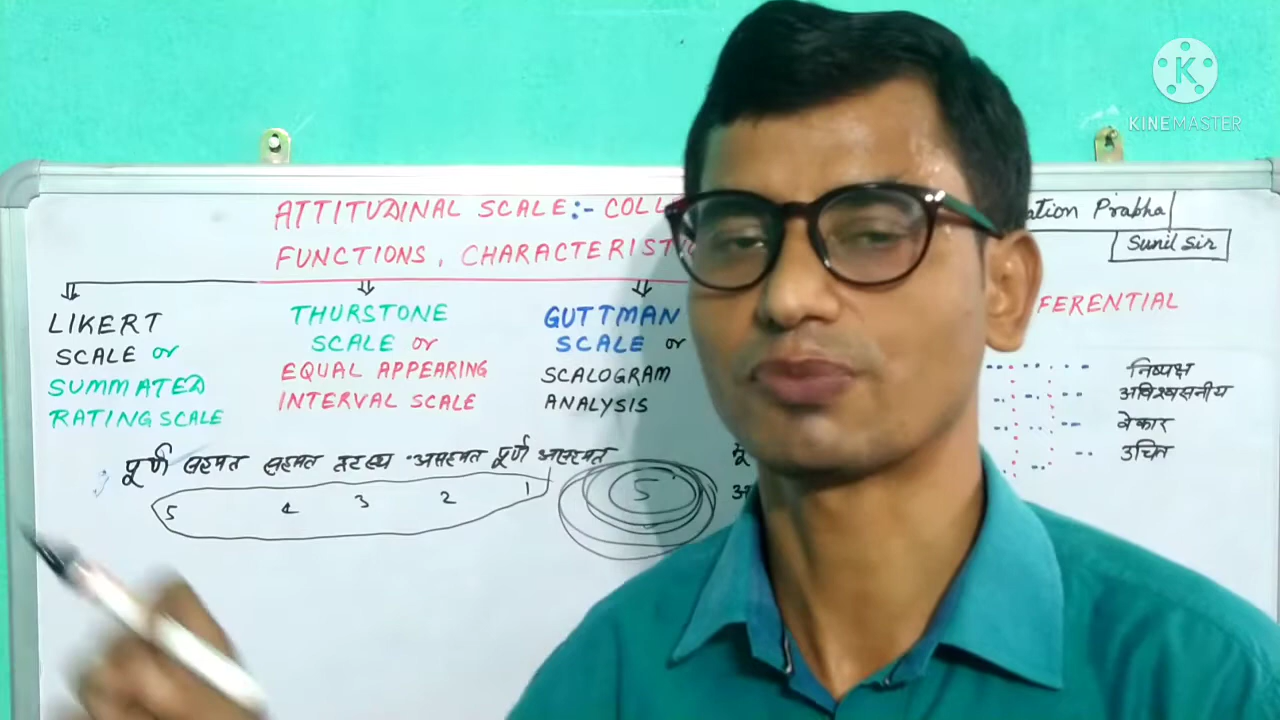 ATTITUDINAL SCALE:- COLL
FUNCTIONS, CHARACTERISTI
ation Prabha
Sunil Sir
LIKERT
SCALE or
SUMMATED
RATING SCALE
THURSTONE
SCALE or
EQUAL APPEARING
INTERVAL SCALE
GUTTMAN
SCALE or
SCALOGRAM
ANALYSIS
FERENTIAL
निष्पक्ष
अविश्वसनीय
बेकार
उचित
पूर्ण सहमत सहमत तटस्थ असहमत पूर्ण असहमत
5 4 3 2 1
5
KINEMASTER